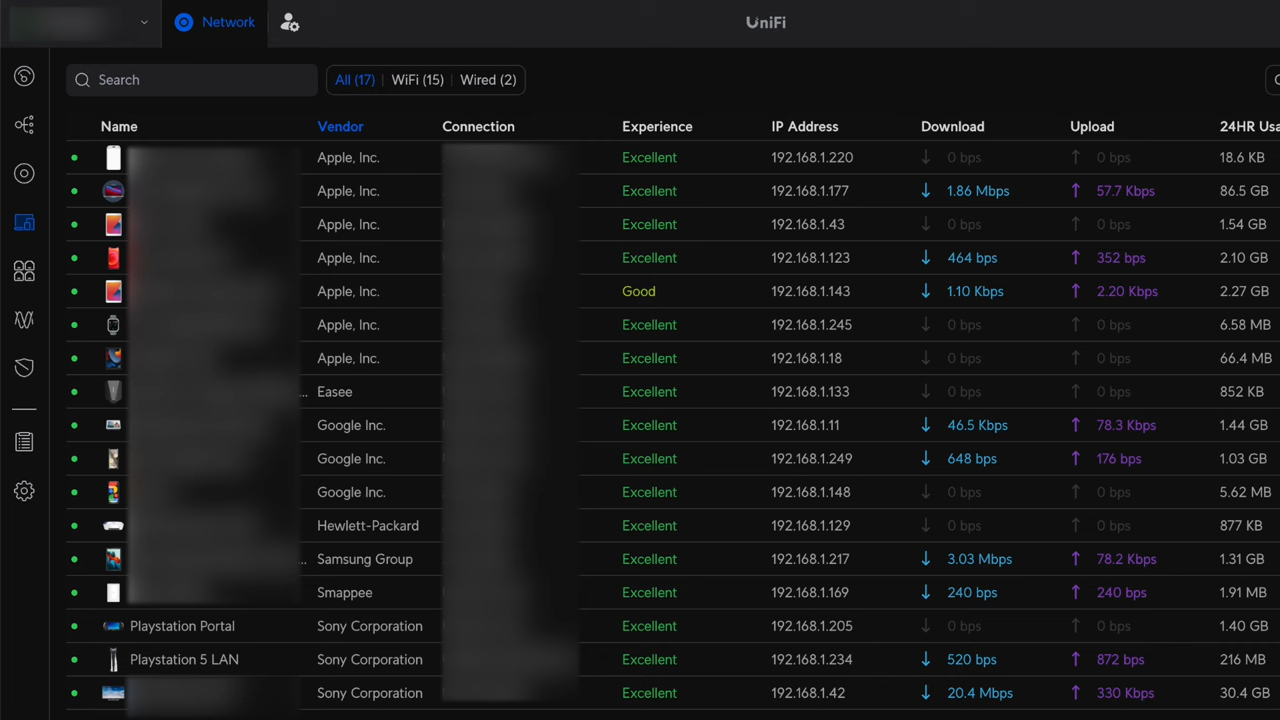 Network UniFi
Search All (17) WiFi (15) Wired (2)
Name Vendor Connection Experience IP Address Download Upload 24HR Usa
Apple, Inc. Excellent 192.168.1.220 ↓ 0 bps ↑ 0 bps 18.6 KB
Apple, Inc. Excellent 192.168.1.177 ↓ 1.86 Mbps ↑ 57.7 Kbps 86.5 GB
Apple, Inc. Excellent 192.168.1.43 ↓ 0 bps ↑ 0 bps 1.54 GB
Apple, Inc. Excellent 192.168.1.123 ↓ 464 bps ↑ 352 bps 2.10 GB
Apple, Inc. Good 192.168.1.143 ↓ 1.10 Kbps ↑ 2.20 Kbps 2.27 GB
Apple, Inc. Excellent 192.168.1.245 ↓ 0 bps ↑ 0 bps 6.58 MB
Apple, Inc. Excellent 192.168.1.18 ↓ 0 bps ↑ 0 bps 66.4 MB
... Easee Excellent 192.168.1.133 ↓ 0 bps ↑ 0 bps 852 KB
Google Inc. Excellent 192.168.1.11 ↓ 46.5 Kbps ↑ 78.3 Kbps 1.44 GB
Google Inc. Excellent 192.168.1.249 ↓ 648 bps ↑ 176 bps 1.03 GB
Google Inc. Excellent 192.168.1.148 ↓ 0 bps ↑ 0 bps 5.62 MB
Hewlett-Packard Excellent 192.168.1.129 ↓ 0 bps ↑ 0 bps 877 KB
... Samsung Group Excellent 192.168.1.217 ↓ 3.03 Mbps ↑ 78.2 Kbps 1.31 GB
Smappee Excellent 192.168.1.169 ↓ 240 bps ↑ 240 bps 1.91 MB
Playstation Portal Sony Corporation Excellent 192.168.1.205 ↓ 0 bps ↑ 0 bps 1.40 GB
Playstation 5 LAN Sony Corporation Excellent 192.168.1.234 ↓ 520 bps ↑ 872 bps 216 MB
Sony Corporation Excellent 192.168.1.42 ↓ 20.4 Mbps ↑ 330 Kbps 30.4 GB